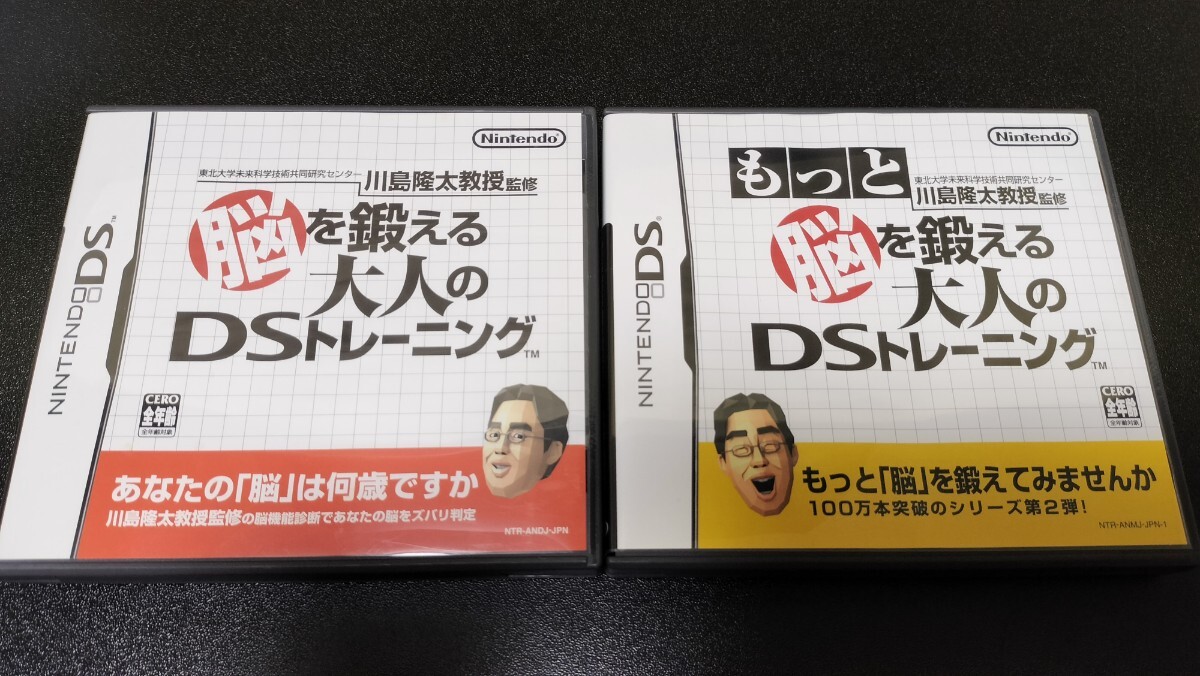 NINTENDO DS™
Nintendo
東北大学未来科学技術共同研究センター
川島隆太教授監修
脳を鍛える
大人の
DSトレーニング™
CERO
全年齢
全年齢対象
あなたの「脳」は何歳ですか
川島隆太教授監修の脳機能診断であなたの脳をズバリ判定
NTR-ANDJ-JPN
NINTENDO DS®
Nintendo
もっと
東北大学未来科学技術共同研究センター
川島隆太教授監修
脳を鍛える
大人の
DSトレーニング™
CERO
全年齢
全年齢対象
もっと「脳」を鍛えてみませんか
100万本突破のシリーズ第2弾!
NTR-ANMJ-JPN-1